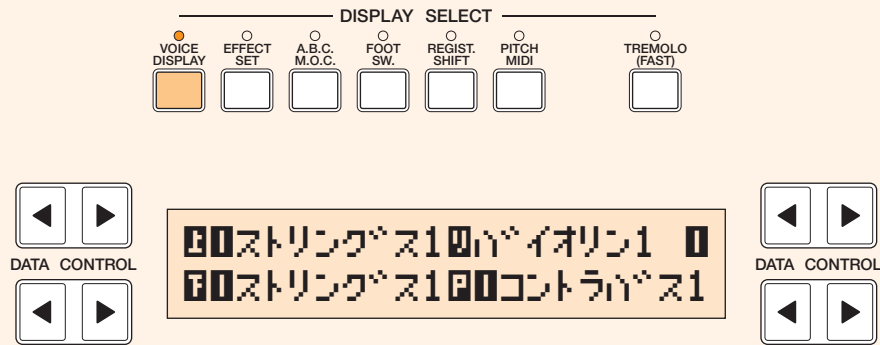 DISPLAY SELECT
VOICE DISPLAY
EFFECT SET
A.B.C. M.O.C.
FOOT SW.
REGIST. SHIFT
PITCH MIDI
TREMOLO (FAST)
DATA CONTROL
ストリングス1 バイオリン1
ストリングス1 P コントラバス1
DATA CONTROL